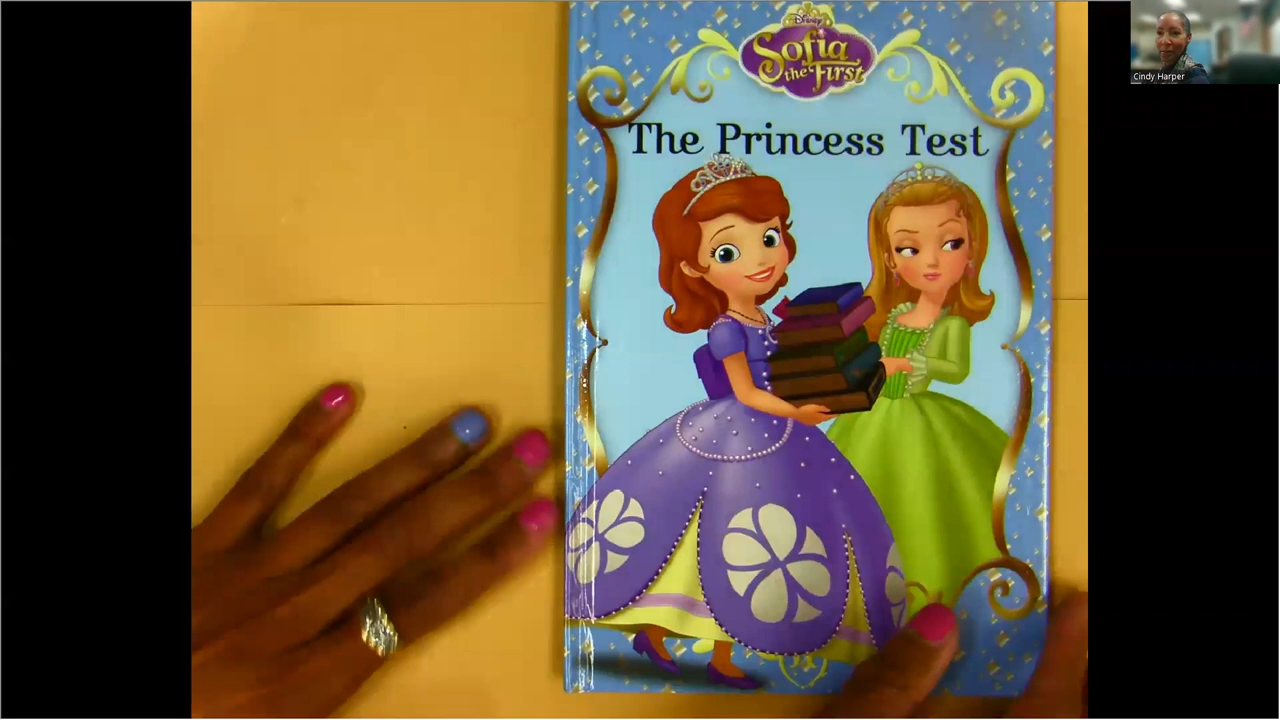 Disney
Sofia
the First
The Princess Test
Cindy Harper